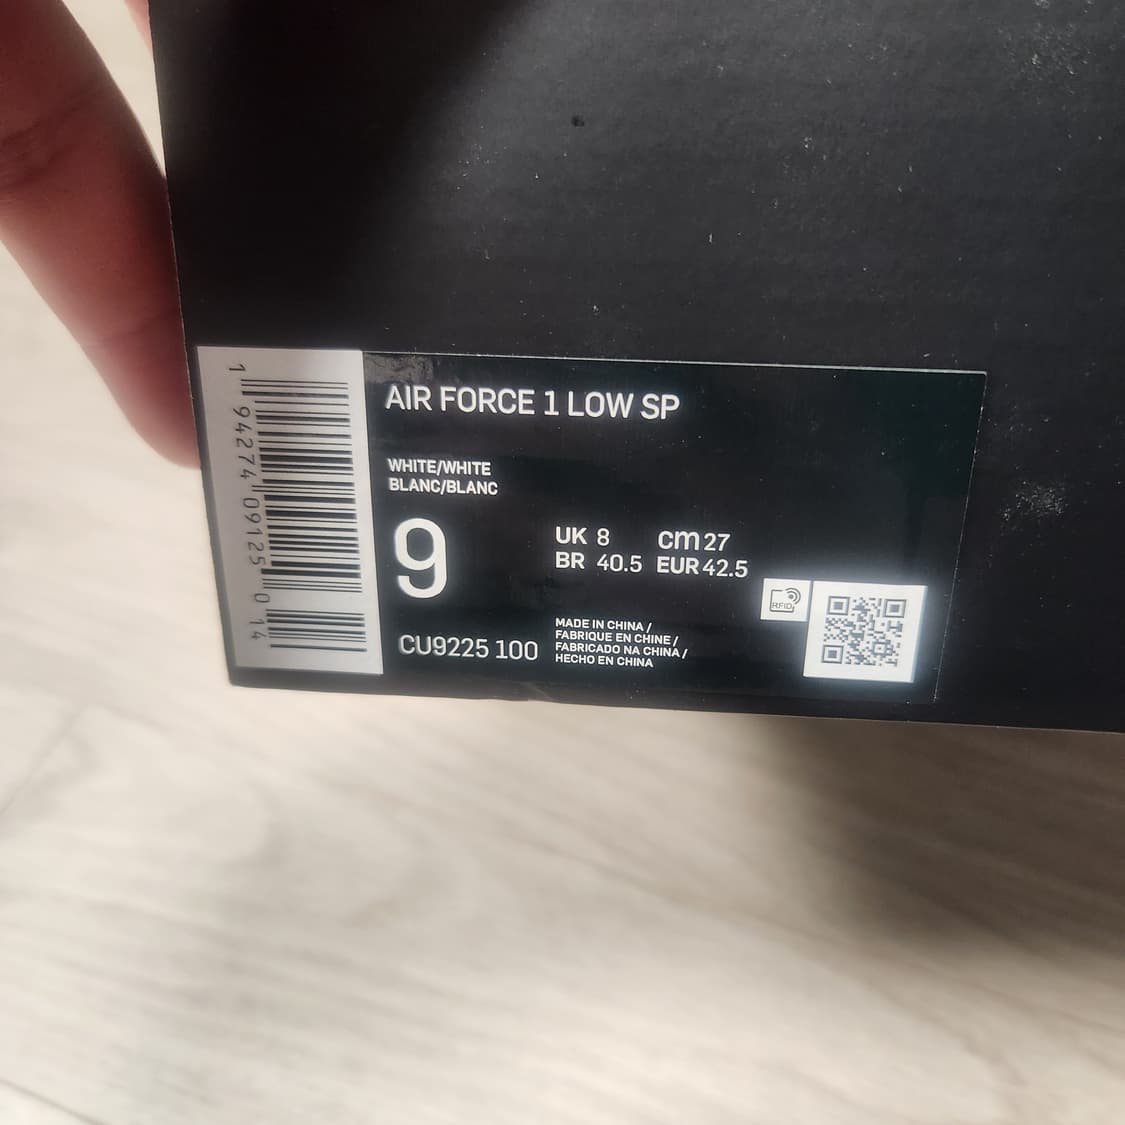 AIR FORCE 1 LOW SP
WHITE/WHITE
BLANC/BLANC
9
UK 8 cm 27
BR 40.5 EUR 42.5
CU9225 100
MADE IN CHINA /
FABRIQUE EN CHINE /
FABRICADO NA CHINA /
HECHO EN CHINA
RFID
1 94274 09125 0 14